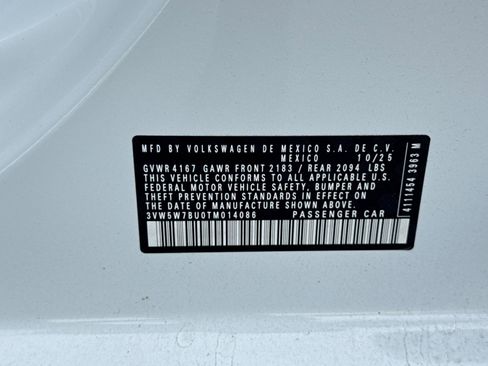 MFD BY VOLKSWAGEN DE MEXICO S.A. DE C.V.
MEXICO 10/25
GVWR 4167 GAWR FRONT 2183 / REAR 2094 LBS
THIS VEHICLE CONFORMS TO ALL APPLICABLE U.S.
FEDERAL MOTOR VEHICLE SAFETY, BUMPER AND
THEFT PREVENTION STANDARDS IN EFFECT ON THE
DATE OF MANUFACTURE SHOWN ABOVE.
3VW5W7BU0TM014086 PASSENGER CAR
4111454 3963 M